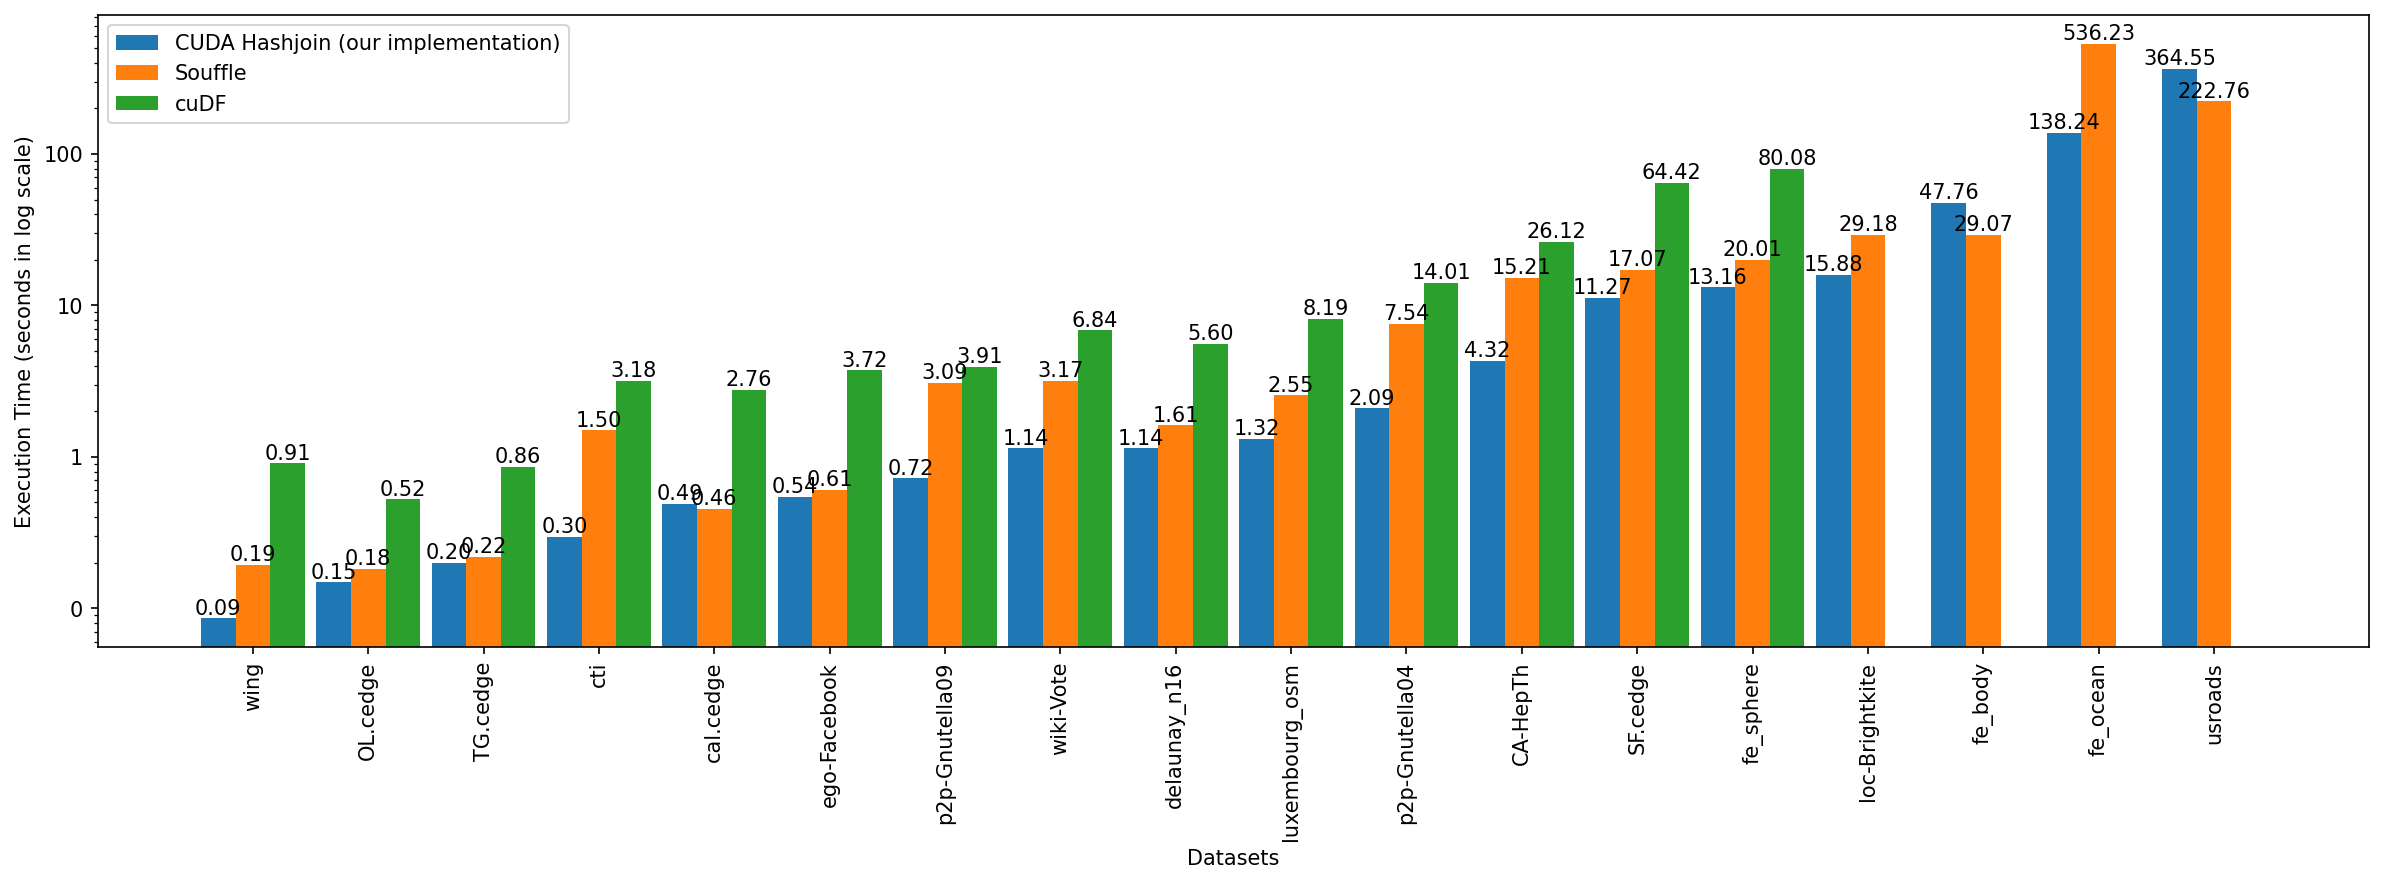 CUDA Hashjoin (our implementation)
Souffle
cuDF
Execution Time (seconds in log scale)
100
10
1
0
0.09
0.19
0.91
0.15
0.18
0.52
0.20
0.22
0.86
0.30
1.50
3.18
0.49
0.46
2.76
0.54
0.61
3.72
0.72
3.09
3.91
1.14
3.17
6.84
1.14
1.61
5.60
1.32
2.55
8.19
2.09
7.54
14.01
4.32
15.21
26.12
11.27
17.07
64.42
13.16
20.01
80.08
15.88
29.18
47.76
29.07
138.24
536.23
364.55
222.76
wing
OL.cedge
TG.cedge
cti
cal.cedge
ego-Facebook
p2p-Gnutella09
wiki-Vote
delaunay_n16
luxembourg_osm
p2p-Gnutella04
CA-HepTh
SF.cedge
fe_sphere
loc-Brightkite
fe_body
fe_ocean
usroads
Datasets